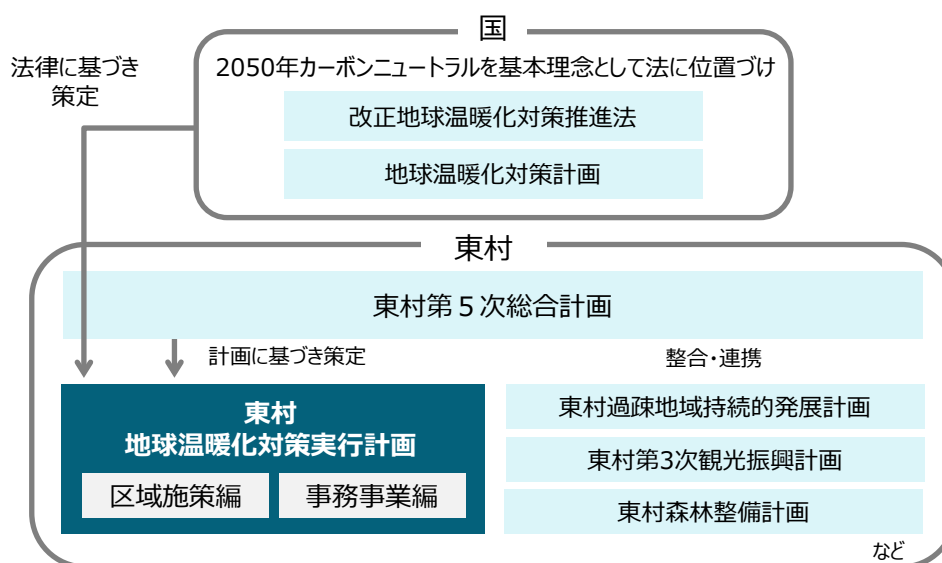 国
法律に基づき
策定
2050年カーボンニュートラルを基本理念として法に位置づけ
改正地球温暖化対策推進法
地球温暖化対策計画
東村
東村第５次総合計画
計画に基づき策定
整合・連携
東村
地球温暖化対策実行計画
区域施策編
事務事業編
東村過疎地域持続的発展計画
東村第3次観光振興計画
東村森林整備計画
など